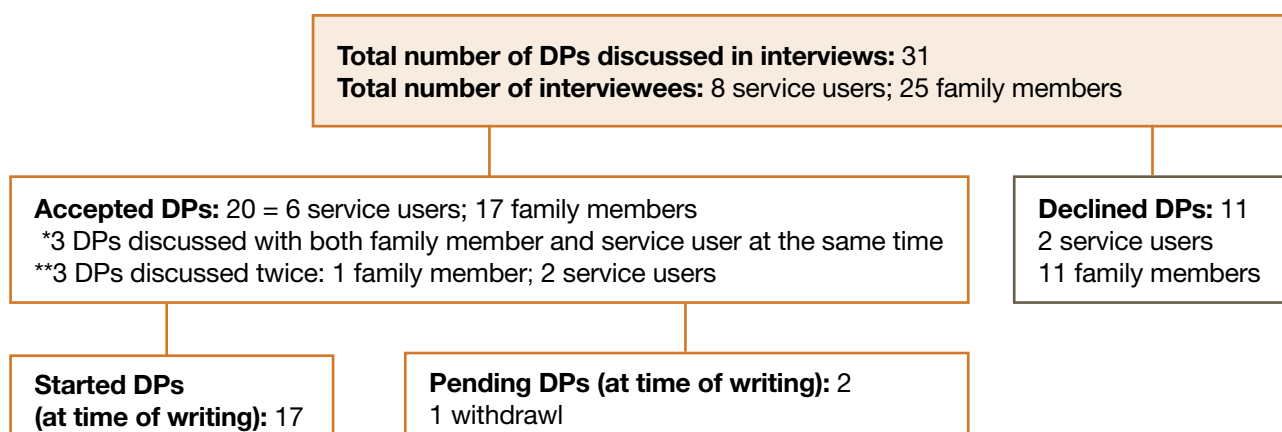 Total number of DPs discussed in interviews: 31
Total number of interviewees: 8 service users; 25 family members
Accepted DPs: 20 = 6 service users; 17 family members
*3 DPs discussed with both family member and service user at the same time
**3 DPs discussed twice: 1 family member; 2 service users
Declined DPs: 11
2 service users
11 family members
Started DPs
(at time of writing): 17
Pending DPs (at time of writing): 2
1 withdrawl